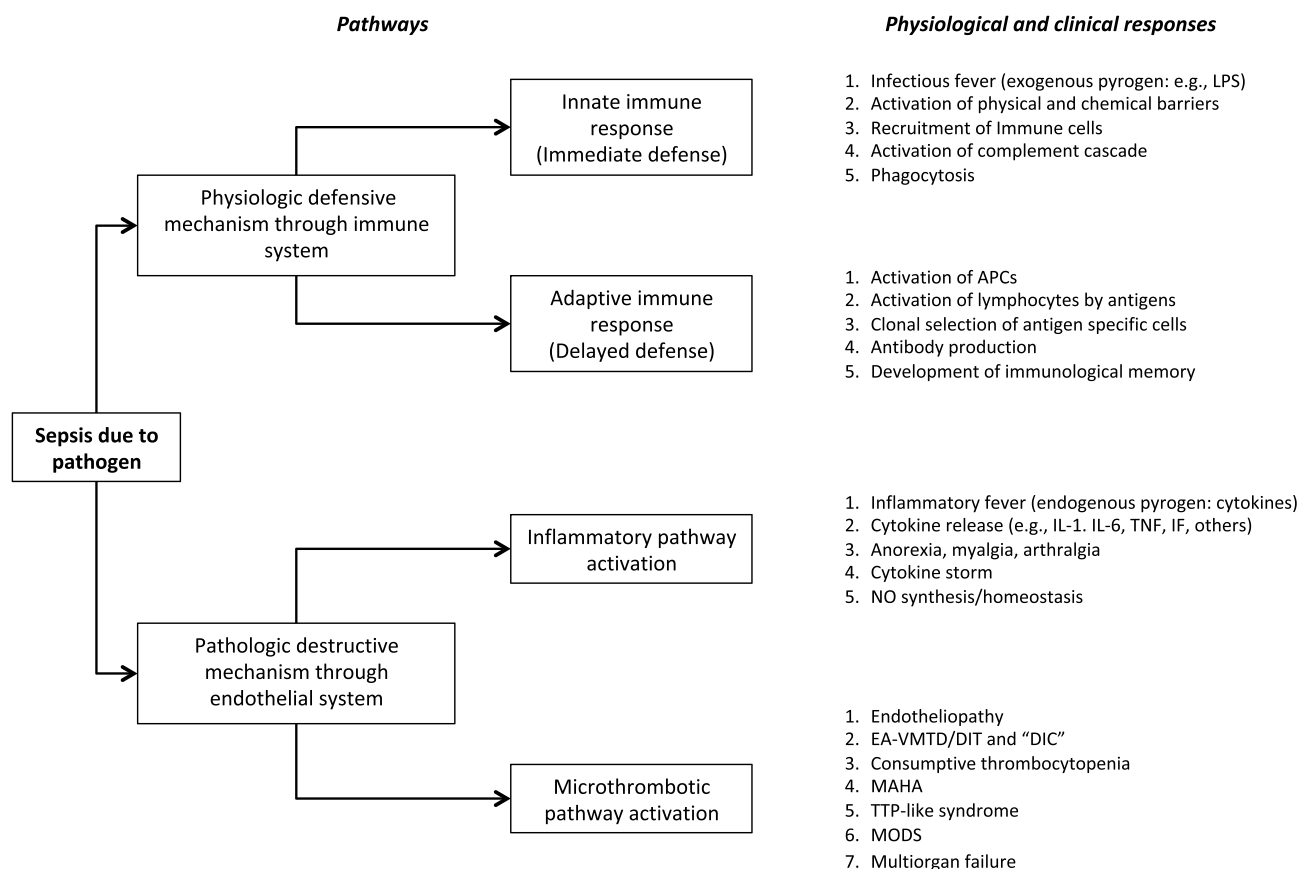 Pathways
Physiological and clinical responses
Innate immune
response
(Immediate defense)
1. Infectious fever (exogenous pyrogen: e.g., LPS)
2. Activation of physical and chemical barriers
3. Recruitment of Immune cells
4. Activation of complement cascade
5. Phagocytosis
Physiologic defensive
mechanism through immune
system
Adaptive immune
response
(Delayed defense)
1. Activation of APCs
2. Activation of lymphocytes by antigens
3. Clonal selection of antigen specific cells
4. Antibody production
5. Development of immunological memory
Sepsis due to
pathogen
Inflammatory pathway
activation
1. Inflammatory fever (endogenous pyrogen: cytokines)
2. Cytokine release (e.g., IL-1. IL-6, TNF, IF, others)
3. Anorexia, myalgia, arthralgia
4. Cytokine storm
5. NO synthesis/homeostasis
Pathologic destructive
mechanism through
endothelial system
Microthrombotic
pathway activation
1. Endotheliopathy
2. EA-VMTD/DIT and “DIC”
3. Consumptive thrombocytopenia
4. MAHA
5. TTP-like syndrome
6. MODS
7. Multiorgan failure